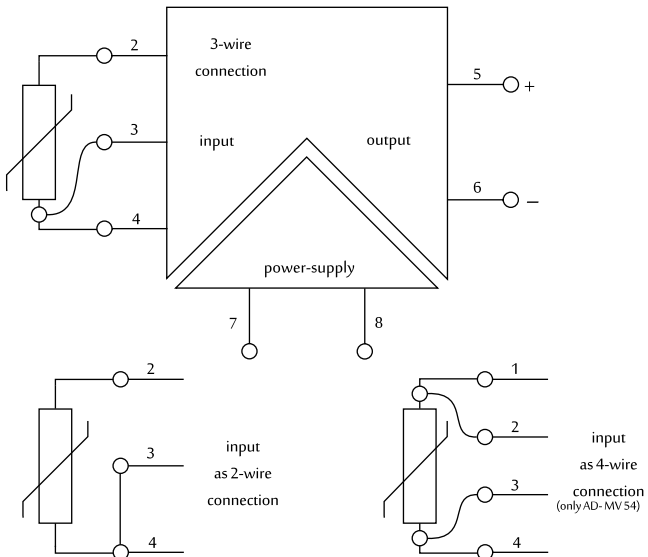 2
3-wire
connection
5
+
3
input
output
6
−
4
power-supply
7
8
2
3
input
as 2-wire
connection
4
1
2
input
as 4-wire
3
connection
(only AD- MV 54)
4